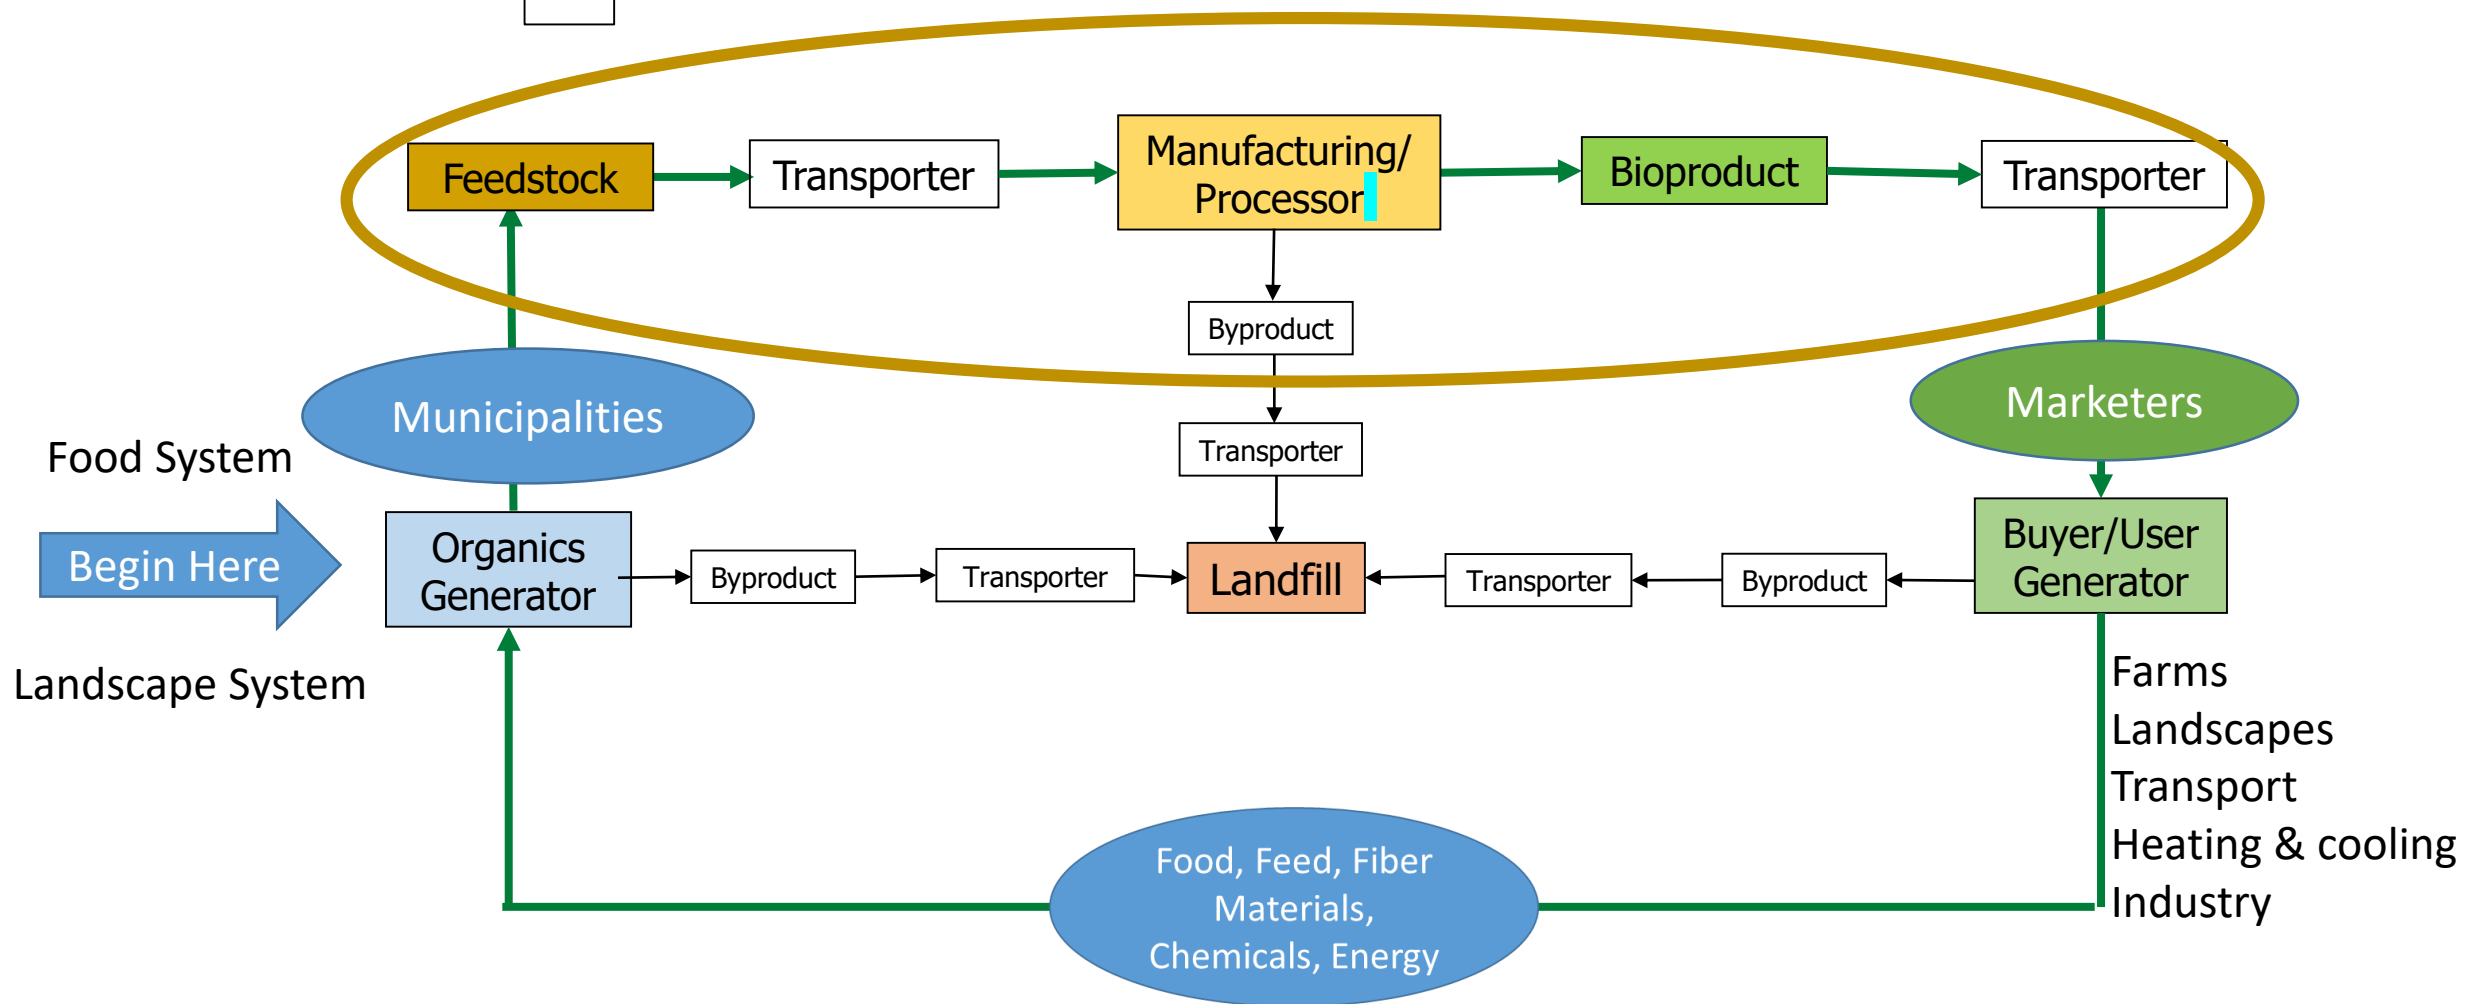 Feedstock
Transporter
Manufacturing/
Processor
Bioproduct
Transporter
Byproduct
Municipalities
Marketers
Transporter
Food System
Begin Here
Landscape System
Organics
Generator
Byproduct
Transporter
Landfill
Transporter
Byproduct
Buyer/User
Generator
Farms
Landscapes
Transport
Heating & cooling
Industry
Food, Feed, Fiber
Materials,
Chemicals, Energy